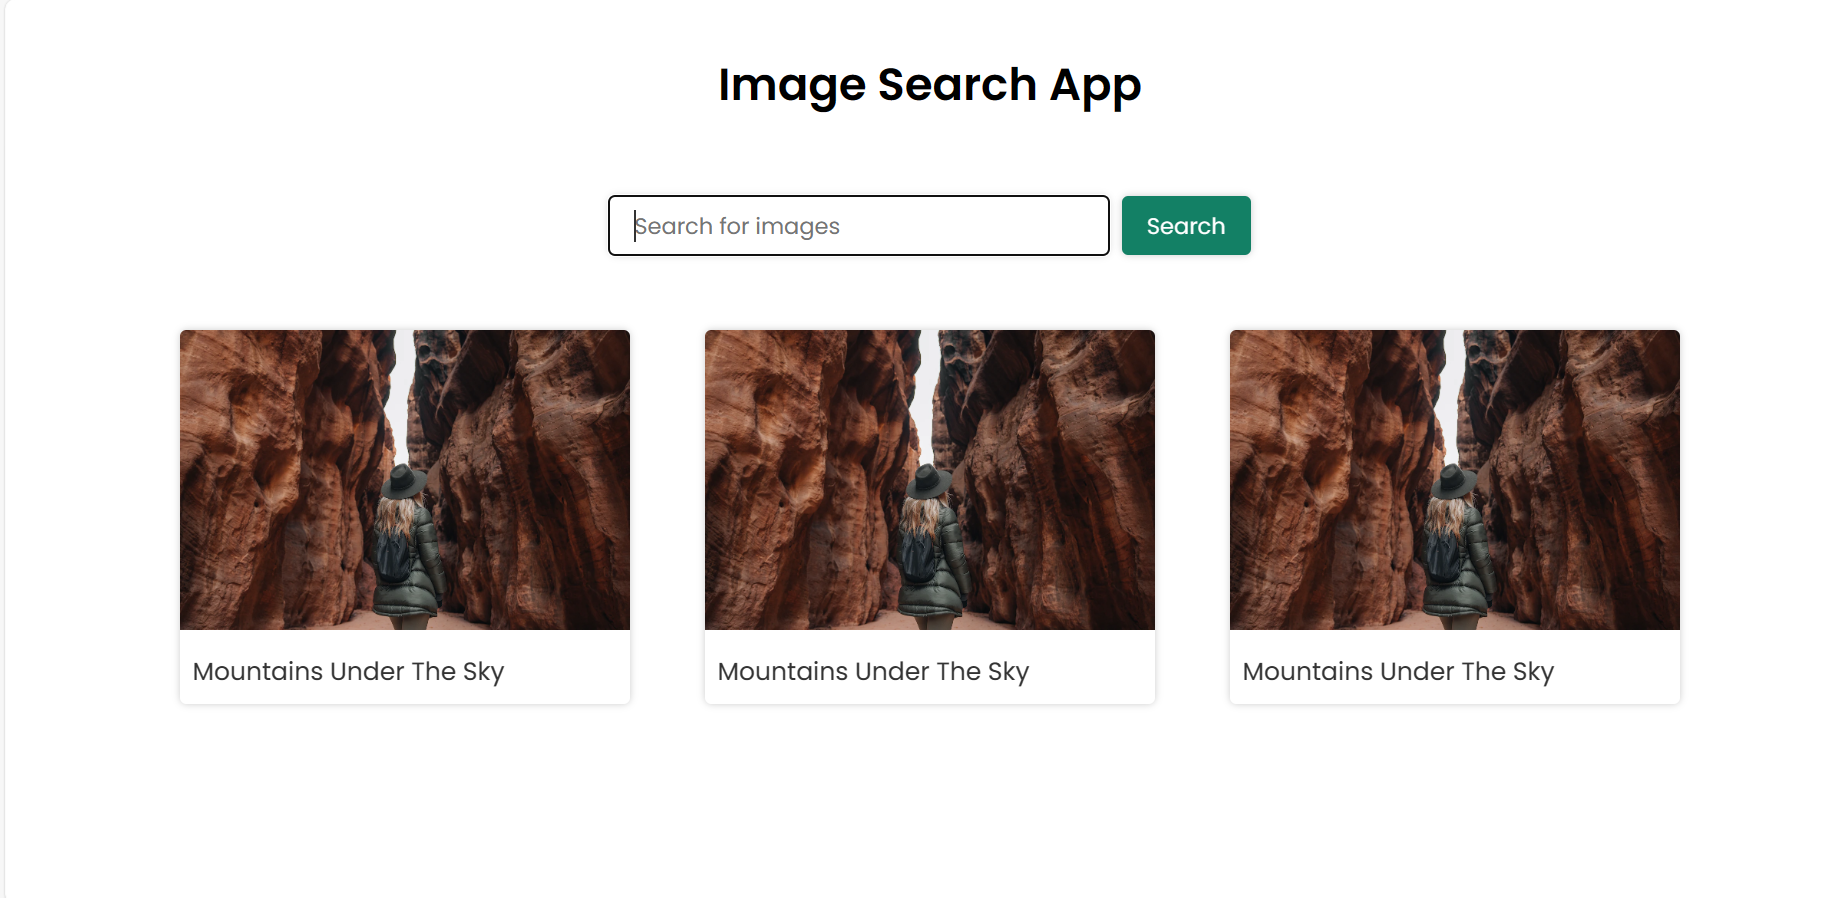 Image Search App
Search for images
Search
Mountains Under The Sky
Mountains Under The Sky
Mountains Under The Sky